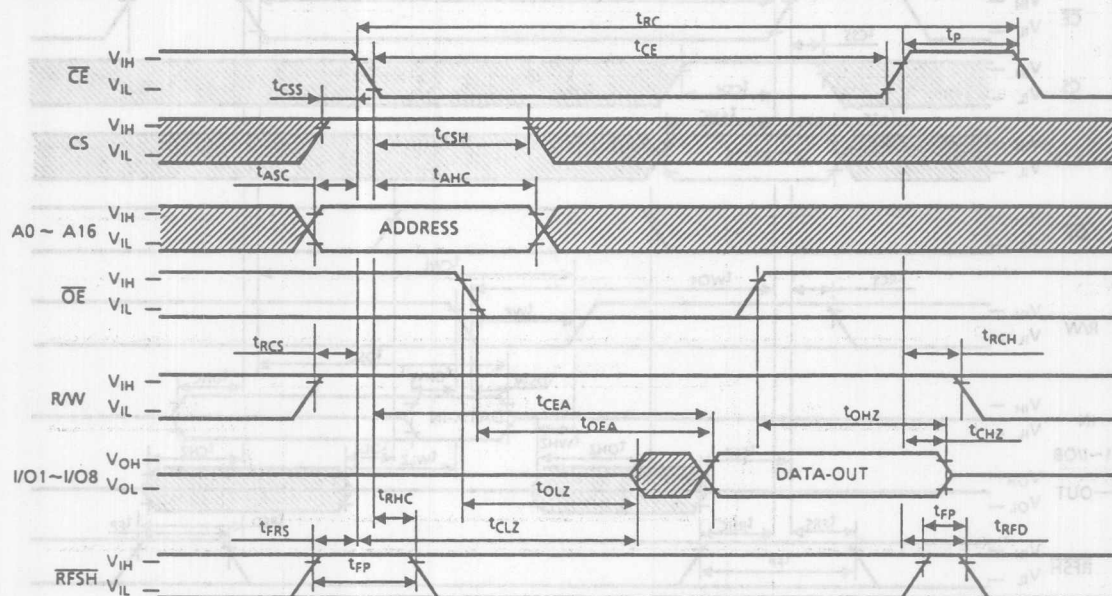 tRC
tP
tCE
CE VIH
VIL
tCSS
CS VIH
VIL
tCSH
tASC tAHC
A0 ~ A16 VIH
VIL
ADDRESS
OE VIH
VIL
tRCS tRCH
R/W VIH
VIL
tCEA
tOEA
tOHZ
tCHZ
I/O1~I/O8 VOH
VOL
DATA-OUT
tRHC tOLZ
tCLZ
tFRS tFP tRFD
RFSH VIH
VIL
tFP